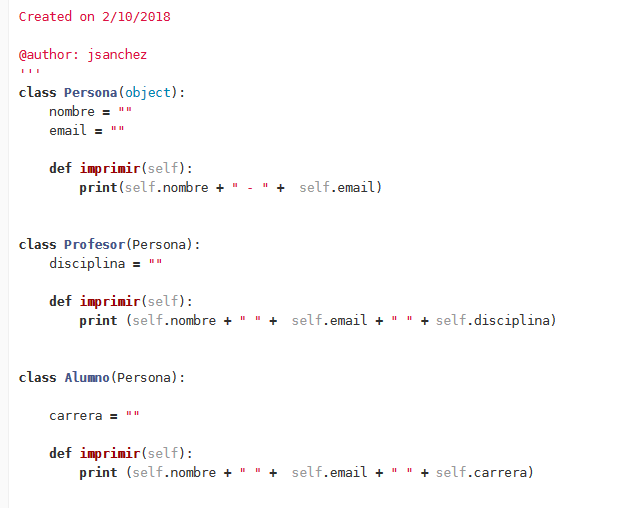 Created on 2/10/2018
@author: jsanchez
'''
class Persona(object):
    nombre = ""
    email = ""
    def imprimir(self):
        print(self.nombre + " - " +  self.email)
class Profesor(Persona):
    disciplina = ""
    def imprimir(self):
        print (self.nombre + " " +  self.email + " " + self.disciplina)
class Alumno(Persona):
    carrera = ""
    def imprimir(self):
        print (self.nombre + " " +  self.email + " " + self.carrera)